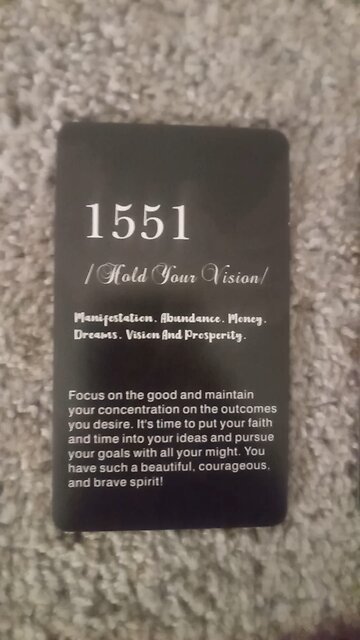 1551
/Hold Your Vision/
Manifestation. Abundance. Money.
Dreams. Vision And Prosperity.
Focus on the good and maintain
your concentration on the outcomes
you desire. It's time to put your faith
and time into your ideas and pursue
your goals with all your might. You
have such a beautiful, courageous,
and brave spirit!